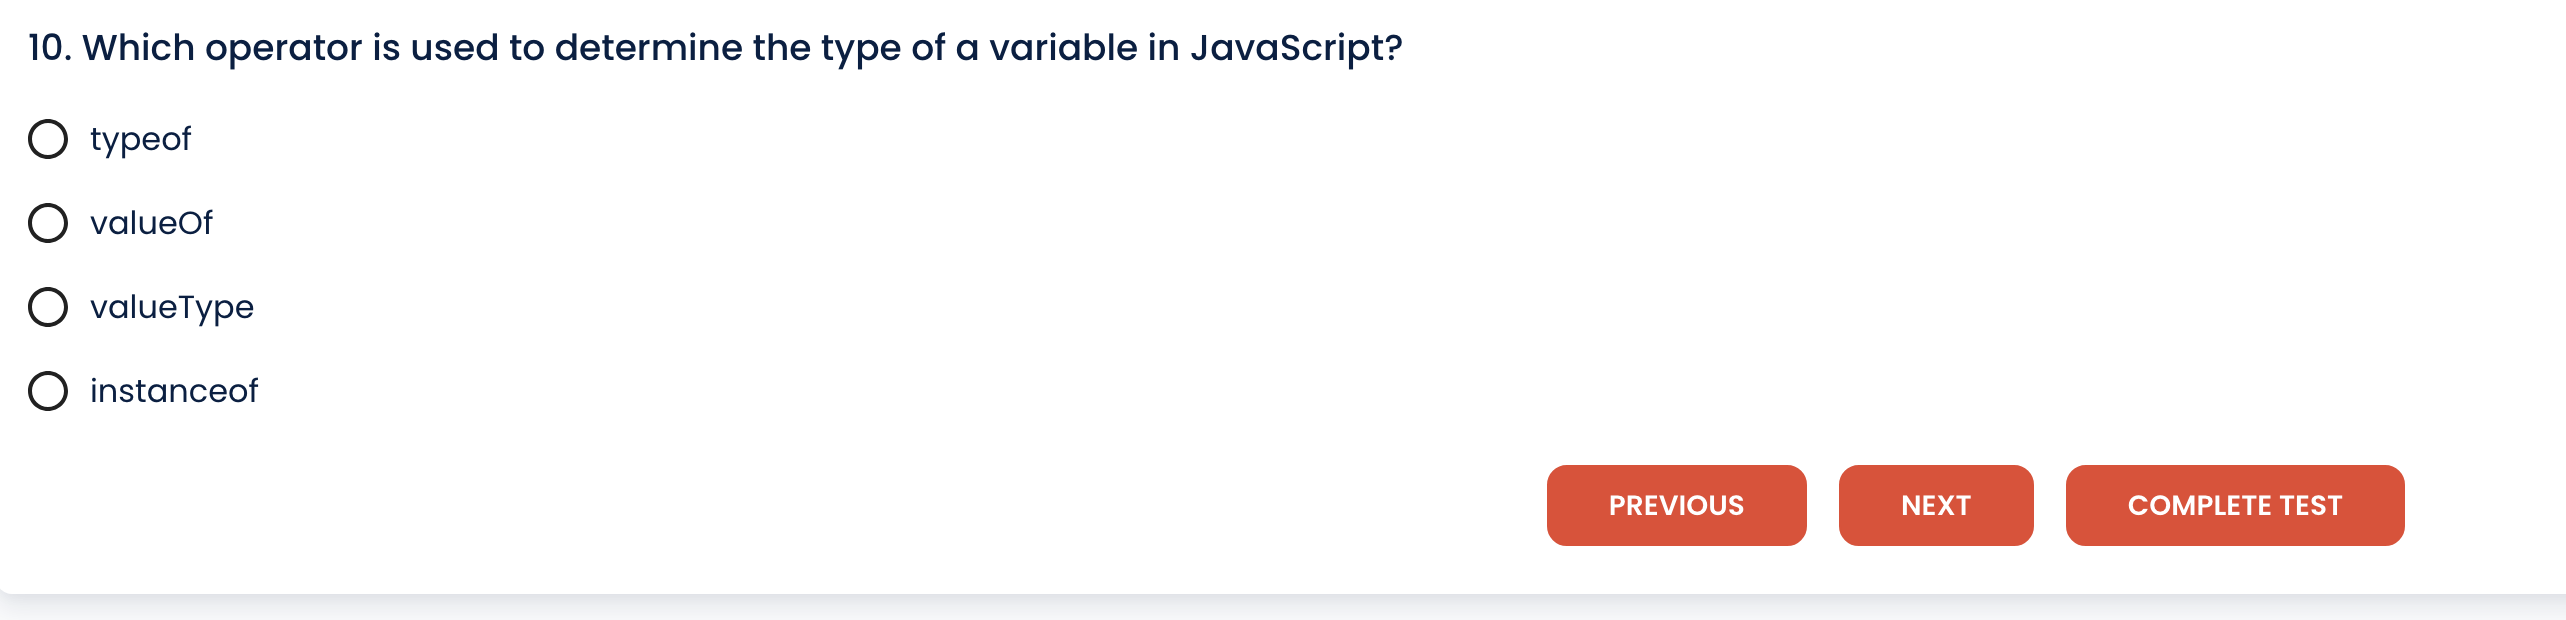 10. Which operator is used to determine the type of a variable in JavaScript?
typeof
valueOf
valueType
instanceof
PREVIOUS NEXT COMPLETE TEST